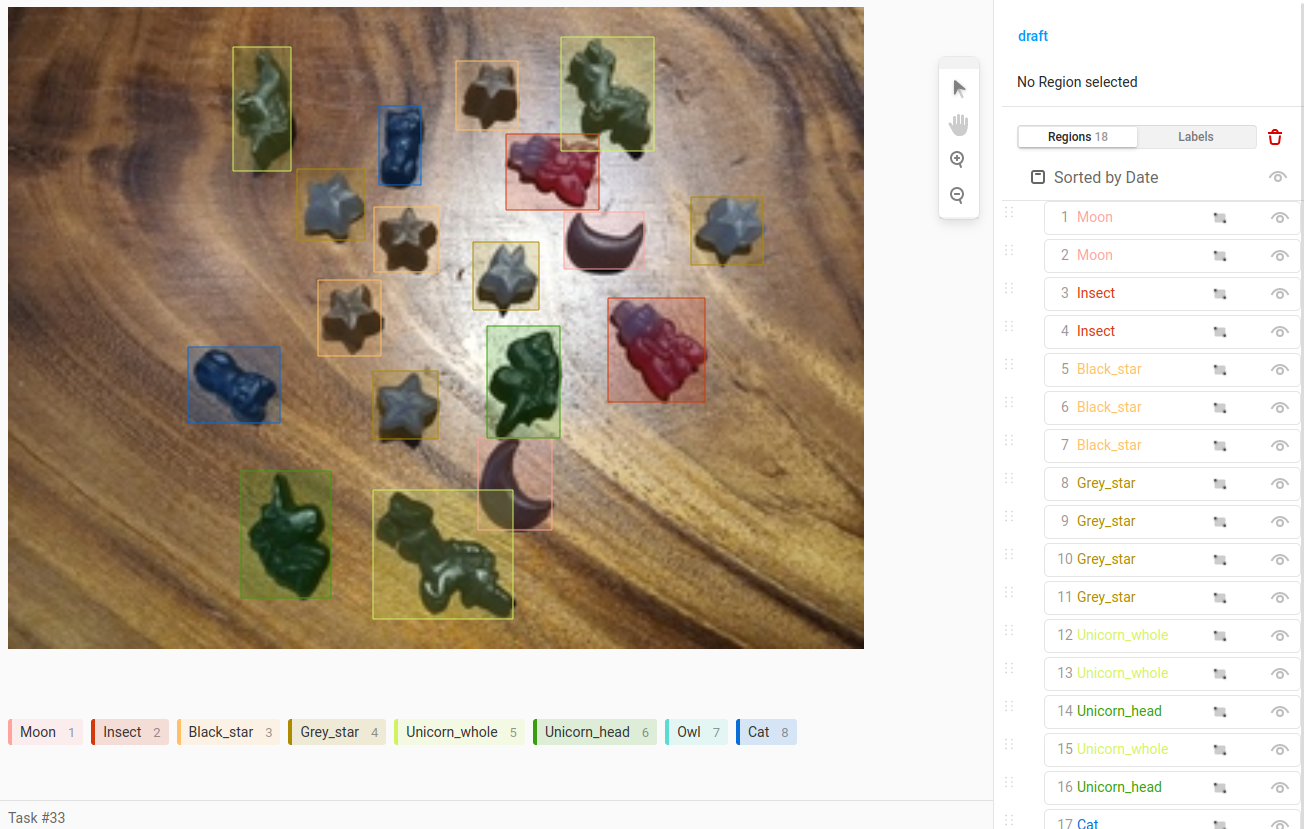 draft
No Region selected
Regions 18 Labels
Sorted by Date
1 Moon
2 Moon
3 Insect
4 Insect
5 Black_star
6 Black_star
7 Black_star
8 Grey_star
9 Grey_star
10 Grey_star
11 Grey_star
12 Unicorn_whole
13 Unicorn_whole
14 Unicorn_head
15 Unicorn_whole
16 Unicorn_head
17 Cat
Moon 1 Insect 2 Black_star 3 Grey_star 4 Unicorn_whole 5 Unicorn_head 6 Owl 7 Cat 8
Task #33